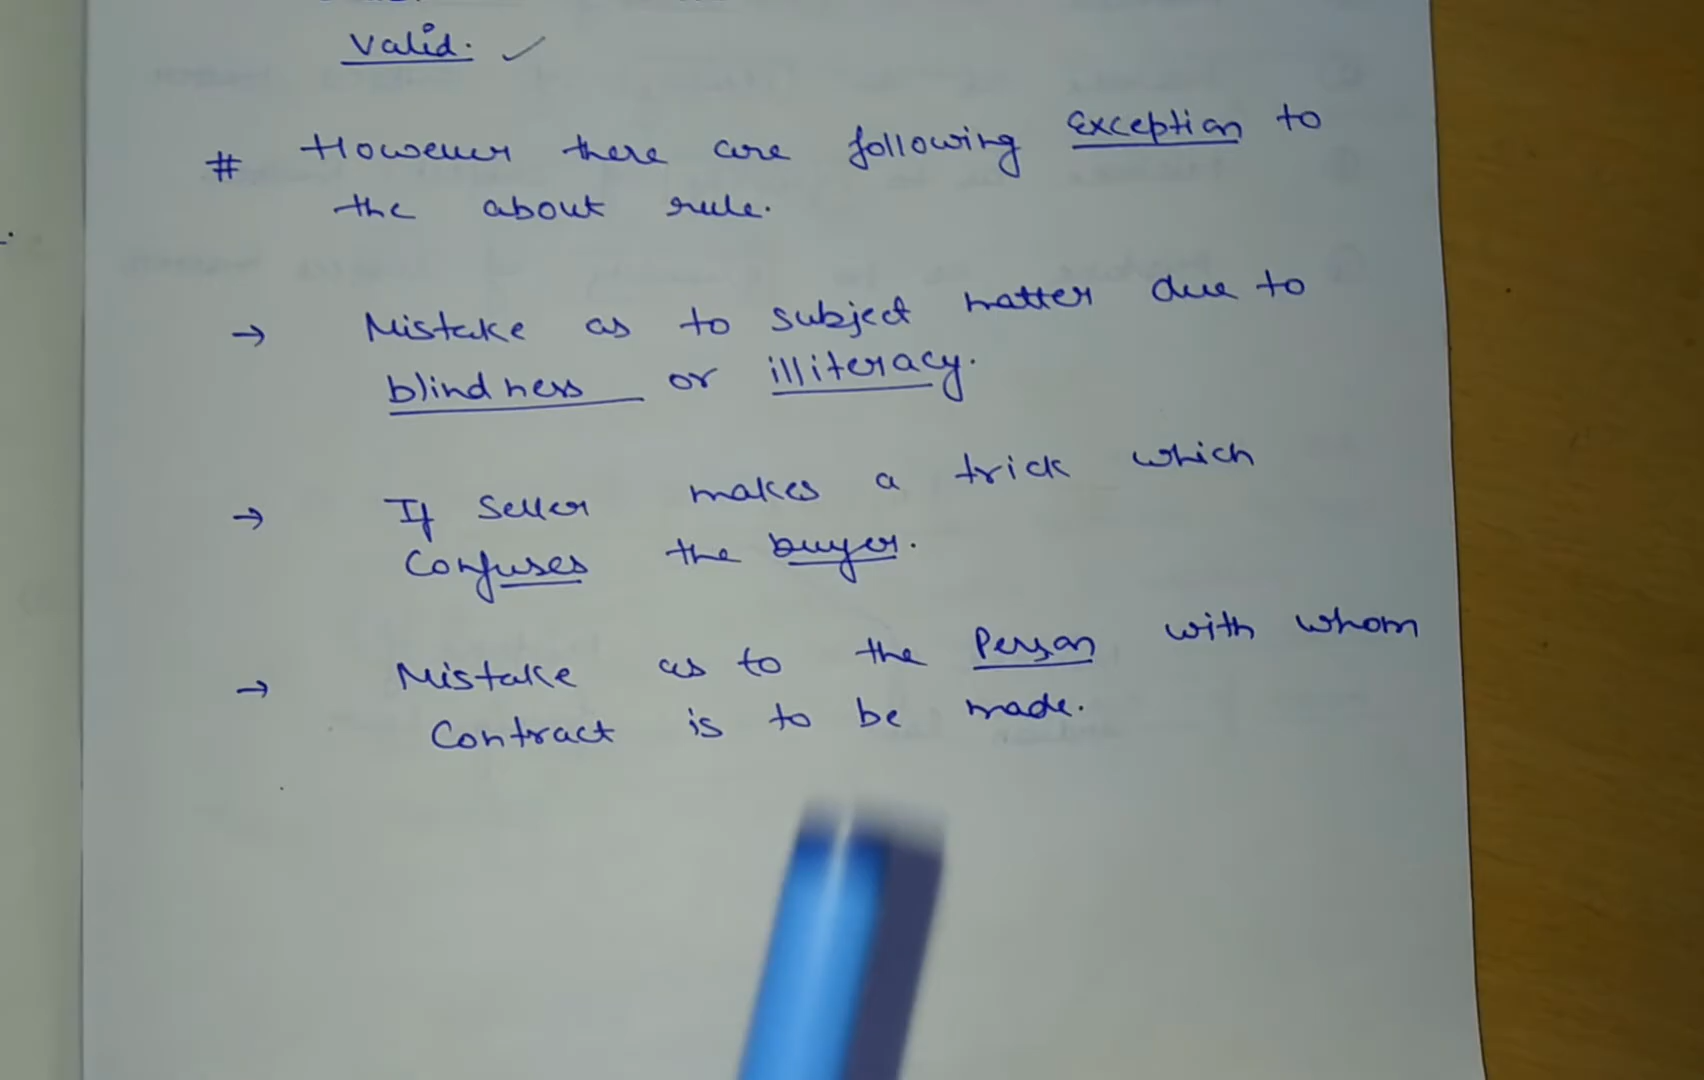 valid. ✓
# However there are following exception to
the about rule.
→ Mistake as to subject matter due to
blindness or illiteracy.
→ If seller makes a trick which
confuses the buyer.
→ Mistake as to the Person with whom
Contract is to be made.